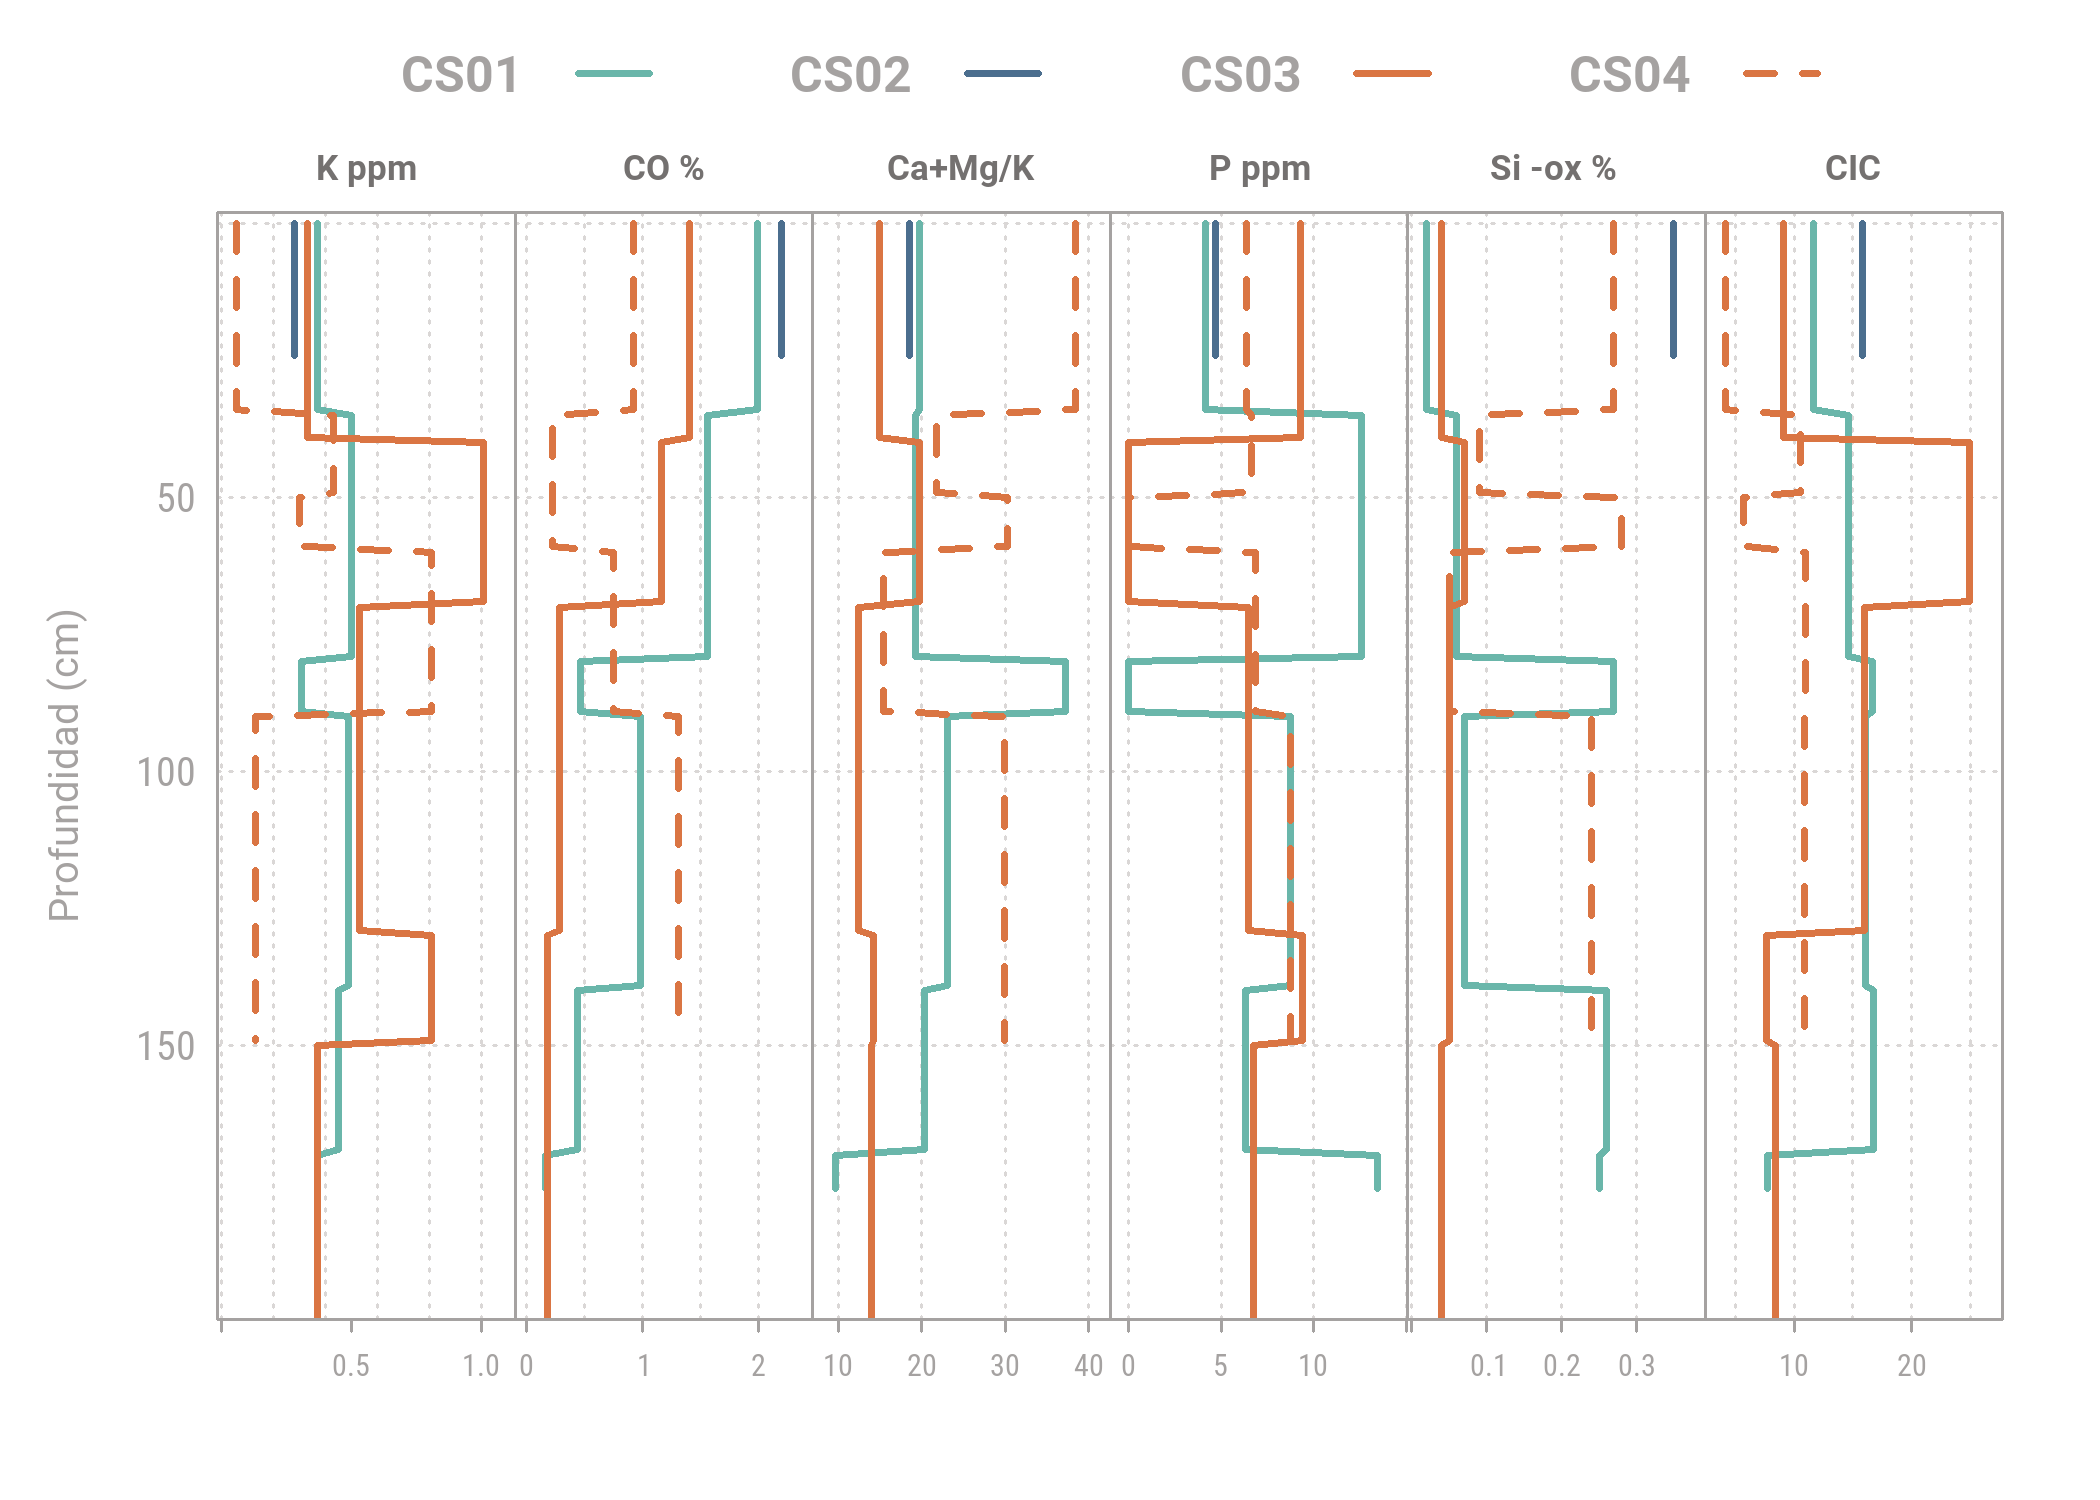 CS01 CS02 CS03 CS04
K ppm CO % Ca+Mg/K P ppm Si -ox % CIC
50
100
150
Profundidad (cm)
0.5 1.0 0 1 2 10 20 30 40 0 5 10 0.1 0.2 0.3 10 20